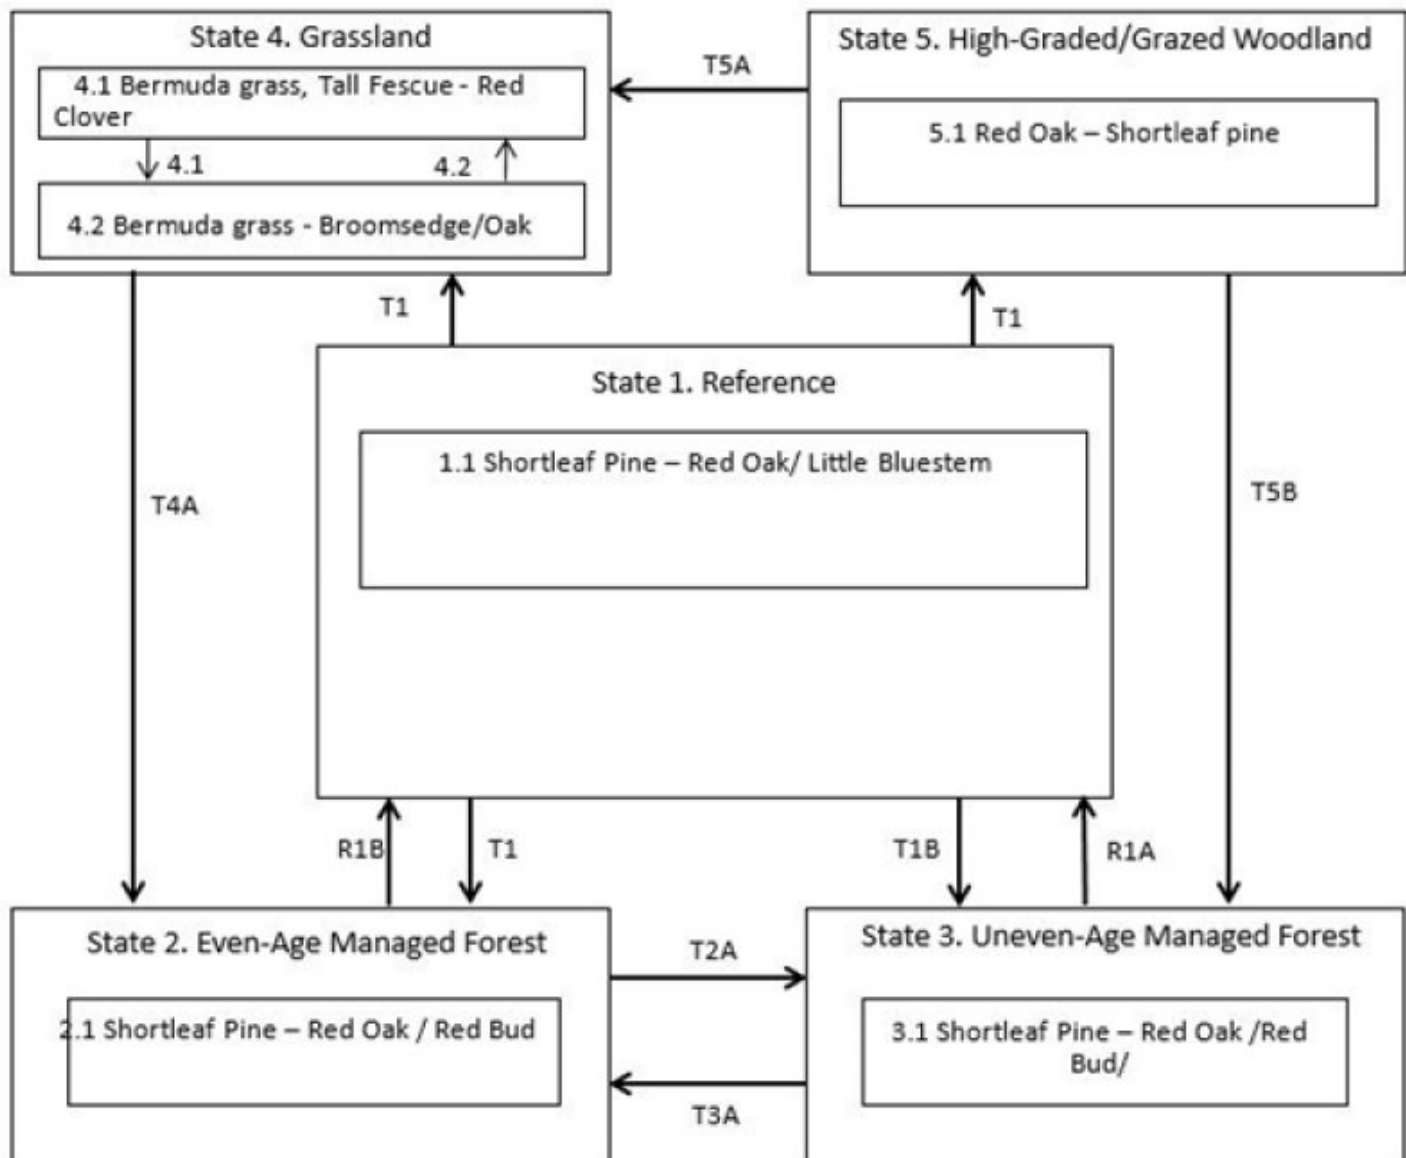 State 4. Grassland
4.1 Bermuda grass, Tall Fescue - Red
Clover
4.1
4.2
4.2 Bermuda grass - Broomsedge/Oak
T5A
State 5. High-Graded/Grazed Woodland
5.1 Red Oak – Shortleaf pine
T1
T1
State 1. Reference
1.1 Shortleaf Pine – Red Oak/ Little Bluestem
T4A
T5B
R1B
T1
T1B
R1A
State 2. Even-Age Managed Forest
2.1 Shortleaf Pine – Red Oak / Red Bud
T2A
T3A
State 3. Uneven-Age Managed Forest
3.1 Shortleaf Pine – Red Oak /Red
Bud/